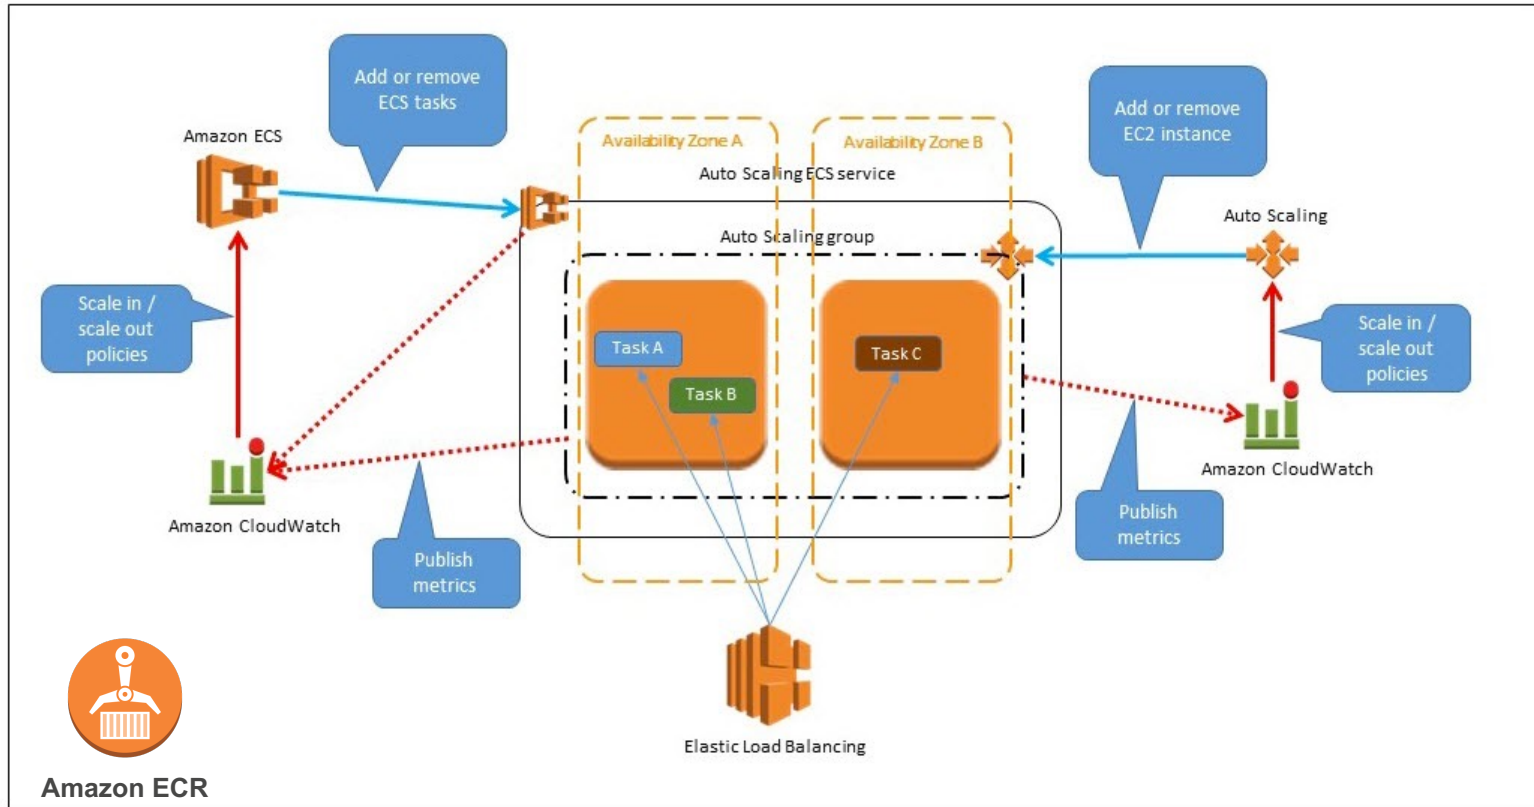 Add or remove
ECS tasks
Amazon ECS
Availability Zone A
Availability Zone B
Add or remove
EC2 instance
Auto Scaling ECS service
Auto Scaling
Auto Scaling group
Scale in /
scale out
policies
Task A
Task B
Task C
Scale in /
scale out
policies
Amazon CloudWatch
Amazon CloudWatch
Publish
metrics
Publish
metrics
Elastic Load Balancing
Amazon ECR